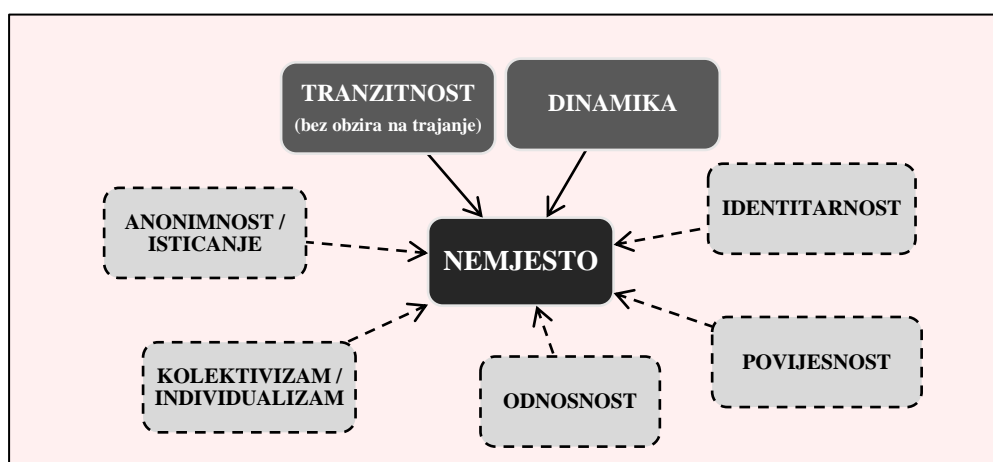 TRANZITNOST
(bez obzira na trajanje)
DINAMIKA
ANONIMNOST /
ISTICANJE
IDENTITARNOST
NEMJESTO
KOLEKTIVIZAM /
INDIVIDUALIZAM
ODNOSNOST
POVIJESNOST